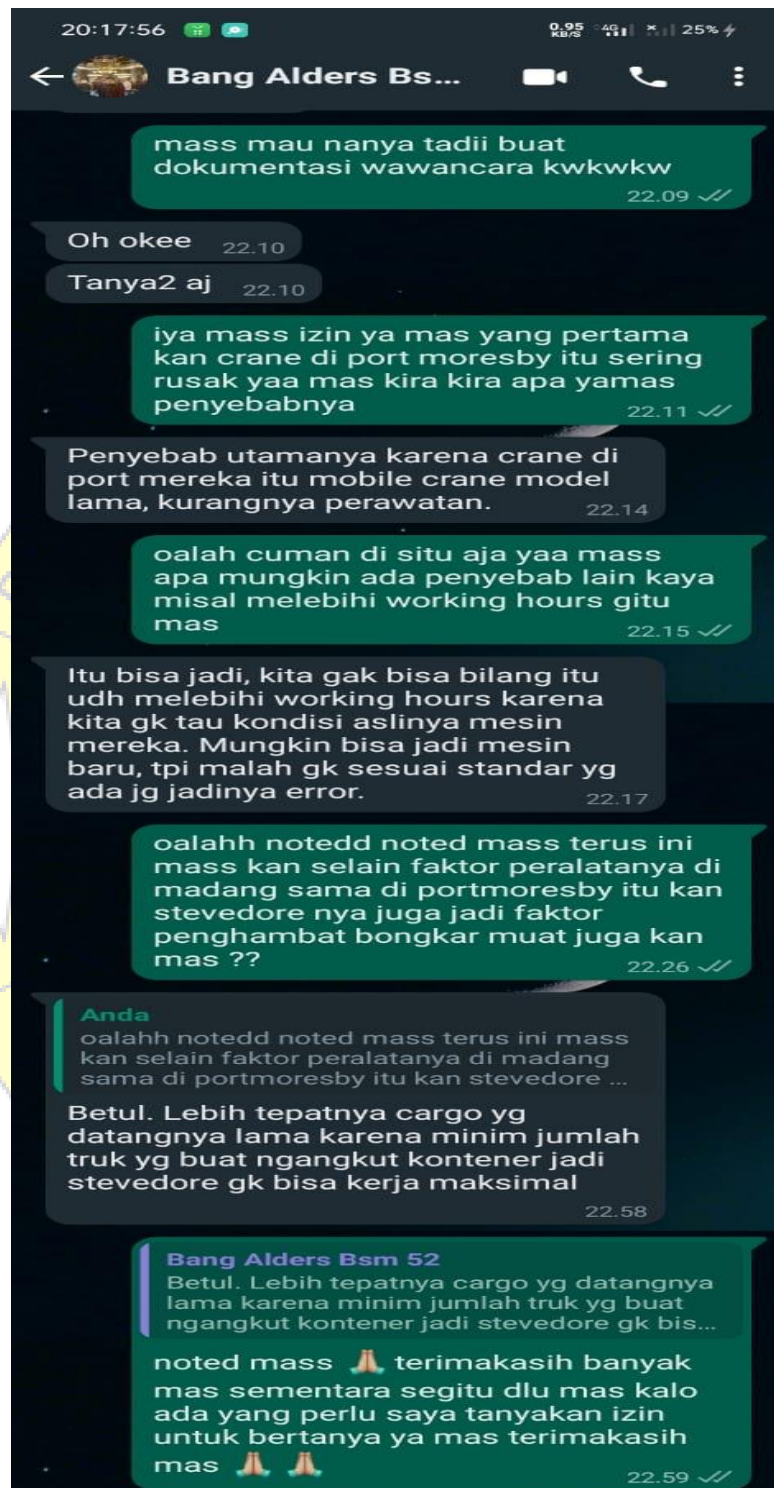 20:17:56 0.95 KB/S 4G 25%
Bang Alders Bs...
mass mau nanya tadii buat
dokumentasi wawancara kwkwkw
22.09
Oh okee 22.10
Tanya2 aj 22.10
iya mass izin ya mas yang pertama
kan crane di port moresby itu sering
rusak yaa mas kira kira apa yamas
penyebabnya
22.11
Penyebab utamanya karena crane di
port mereka itu mobile crane model
lama, kurangnya perawatan.
22.14
oalah cuman di situ aja yaa mass
apa mungkin ada penyebab lain kaya
misal melebihi working hours gitu
mas
22.15
Itu bisa jadi, kita gak bisa bilang itu
udh melebihi working hours karena
kita gk tau kondisi aslinya mesin
mereka. Mungkin bisa jadi mesin
baru, tpi malah gk sesuai standar yg
ada jg jadinya error.
22.17
oalahh notedd noted mass terus ini
mass kan selain faktor peralatanya di
madang sama di portmoresby itu kan
stevedore nya juga jadi faktor
penghambat bongkar muat juga kan
mas ??
22.26
Anda
oalahh notedd noted mass terus ini mass
kan selain faktor peralatanya di madang
sama di portmoresby itu kan stevedore ...
Betul. Lebih tepatnya cargo yg
datangnya lama karena minim jumlah
truk yg buat ngangkut kontener jadi
stevedore gk bisa kerja maksimal
22.58
Bang Alders Bsm 52
Betul. Lebih tepatnya cargo yg datangnya
lama karena minim jumlah truk yg buat
ngangkut kontener jadi stevedore gk bis...
noted mass 🙏 terimakasih banyak
mas sementara segitu dlu mas kalo
ada yang perlu saya tanyakan izin
untuk bertanya ya mas terimakasih
mas 🙏 🙏
22.59